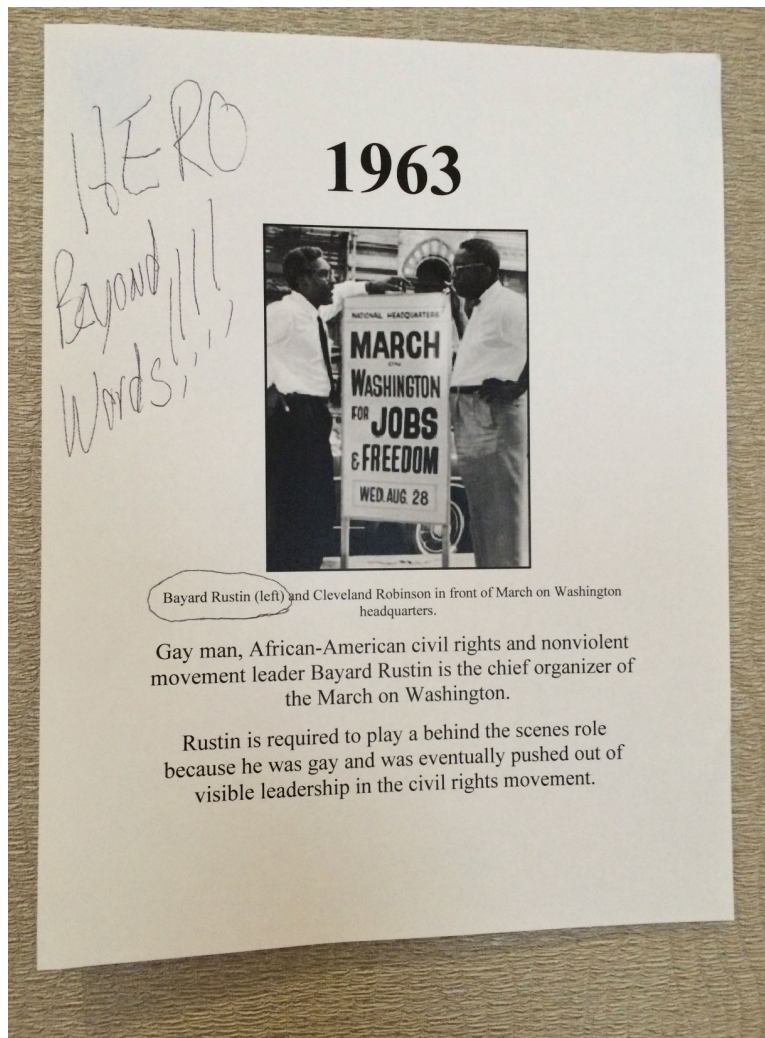 HERO
Beyond
Words,!!!!
1963
NATIONAL HEADQUARTERS
MARCH
ON
WASHINGTON
FOR JOBS
& FREEDOM
WED. AUG. 28
Bayard Rustin (left) and Cleveland Robinson in front of March on Washington
headquarters.
Gay man, African-American civil rights and nonviolent
movement leader Bayard Rustin is the chief organizer of
the March on Washington.
Rustin is required to play a behind the scenes role
because he was gay and was eventually pushed out of
visible leadership in the civil rights movement.